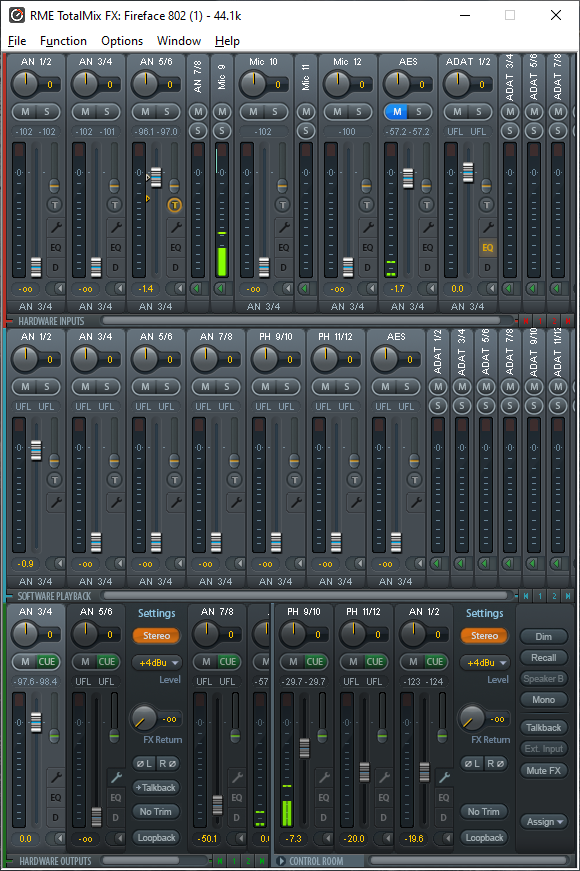 RME TotalMix FX: Fireface 802 (1) - 44.1k
File Function Options Window Help
AN 1/2 AN 3/4 AN 5/6 AN 7/8 Mic 9 Mic 10 Mic 11 Mic 12 AES ADAT 1/2 ADAT 3/4 ADAT 5/6 ADAT 7/8
0 0 0 0 0 0 0
M S M S M S M M M S M M S M S M S M M M
-102 -102 -102 -101 -96.1 -97.0 S S -102 S -100 -57.2 -57.2 UFL UFL S S S
-0- -0- -0- -0- -0- -0- -0- -0- -0- -0- -0- -0- -0-
T T T T T T T
EQ EQ EQ EQ EQ EQ EQ
D D D D D D D
-oo -oo -1.4 -oo -oo -1.7 0.0
AN 3/4 AN 3/4 AN 3/4 AN 3/4 AN 3/4 AN 3/4 AN 3/4
HARDWARE INPUTS
AN 1/2 AN 3/4 AN 5/6 AN 7/8 PH 9/10 PH 11/12 AES ADAT 1/2 ADAT 3/4 ADAT 5/6 ADAT 7/8 ADAT 9/10 ADAT 11/12
0 0 0 0 0 0 0
M S M S M S M S M S M S M S M M M M M M
UFL UFL UFL UFL UFL UFL UFL UFL UFL UFL UFL UFL UFL UFL S S S S S S
-0- -0- -0- -0- -0- -0- -0- -0- -0- -0- -0- -0- -0-
T T T T T T T
-0.9 -oo -oo -oo -oo -oo -oo
AN 3/4 AN 3/4 AN 3/4 AN 3/4 AN 3/4 AN 3/4 AN 3/4
SOFTWARE PLAYBACK 1 2
AN 3/4 AN 5/6 Settings AN 7/8 PH 9/10 PH 11/12 AN 1/2 Settings
0 0 Stereo 0 0 0 0 Stereo Dim
M CUE M CUE +4dBu M CUE M M CUE M CUE M CUE +4dBu Recall
-97.6 -98.4 UFL UFL Level UFL UFL -57 -29.7 -29.7 UFL UFL -123 -124 Level Speaker B
Mono
-oo -oo
FX Return FX Return Talkback
Ext. Input
Ø L R Ø Ø L R Ø Mute FX
EQ EQ →Talkback EQ EQ EQ EQ
D D No Trim D D D D No Trim Assign
0.0 -oo Loopback -50.1 0.0 -7.3 -20.0 -19.6 Loopback
HARDWARE OUTPUTS 1 2 CONTROL ROOM